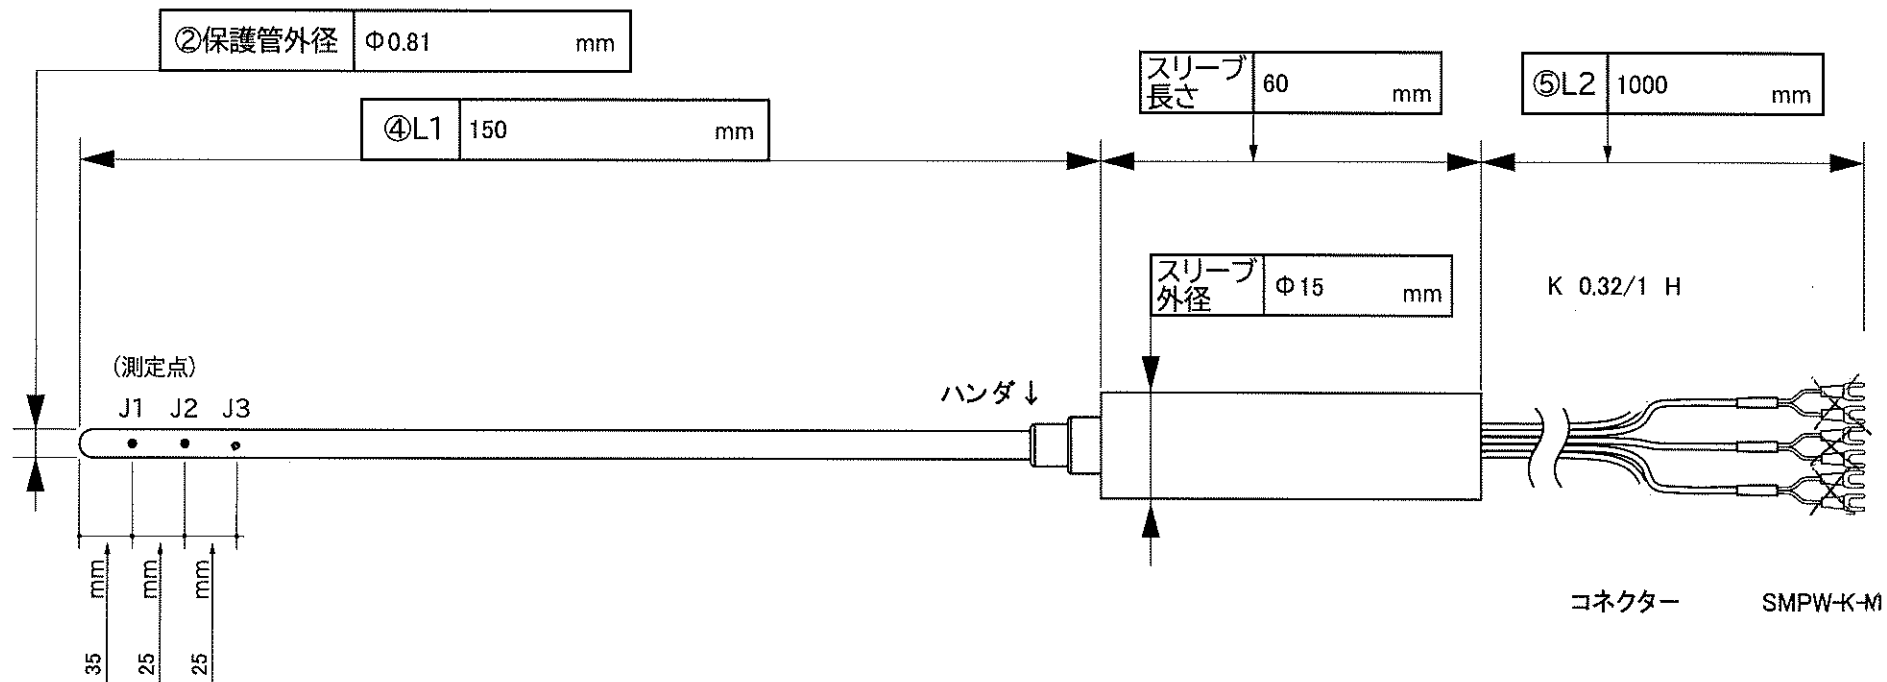 ②保護管外径 Φ0.81 mm
④L1 150 mm
スリーブ
長さ
60 mm
⑤L2 1000 mm
スリーブ
外径
Φ15 mm
K 0.32/1 H
(測定点)
J1 J2 J3
ハンダ↓
35 mm
25 mm
25 mm
コネクター SMPW-K-M